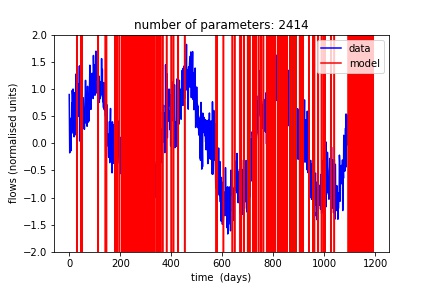 number of parameters: 2414
data
model
2.0
1.5
1.0
0.5
0.0
−0.5
−1.0
−1.5
−2.0
flows (normalised units)
0 200 400 600 800 1000 1200
time (days)